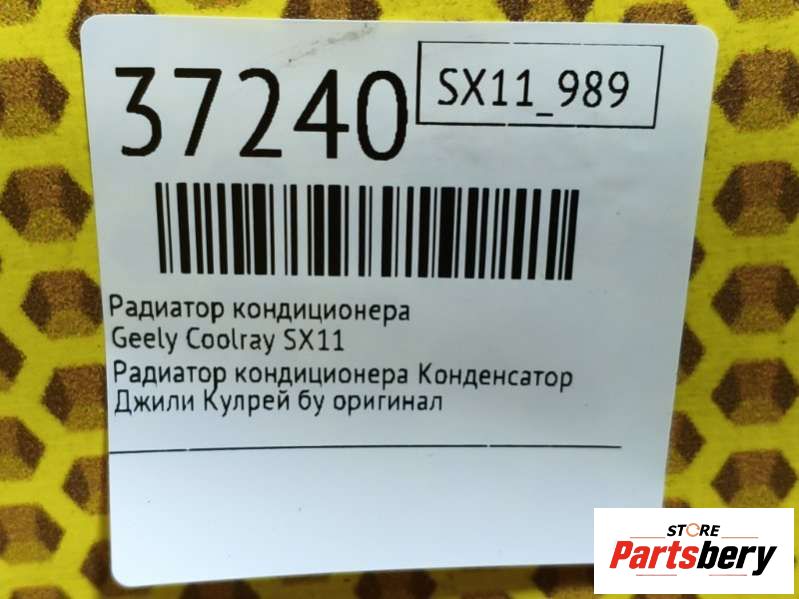 37240
SX11_989
Радиатор кондиционера
Geely Coolray SX11
Радиатор кондиционера Конденсатор
Джили Кулрей бу оригинал
STORE
Partsbery